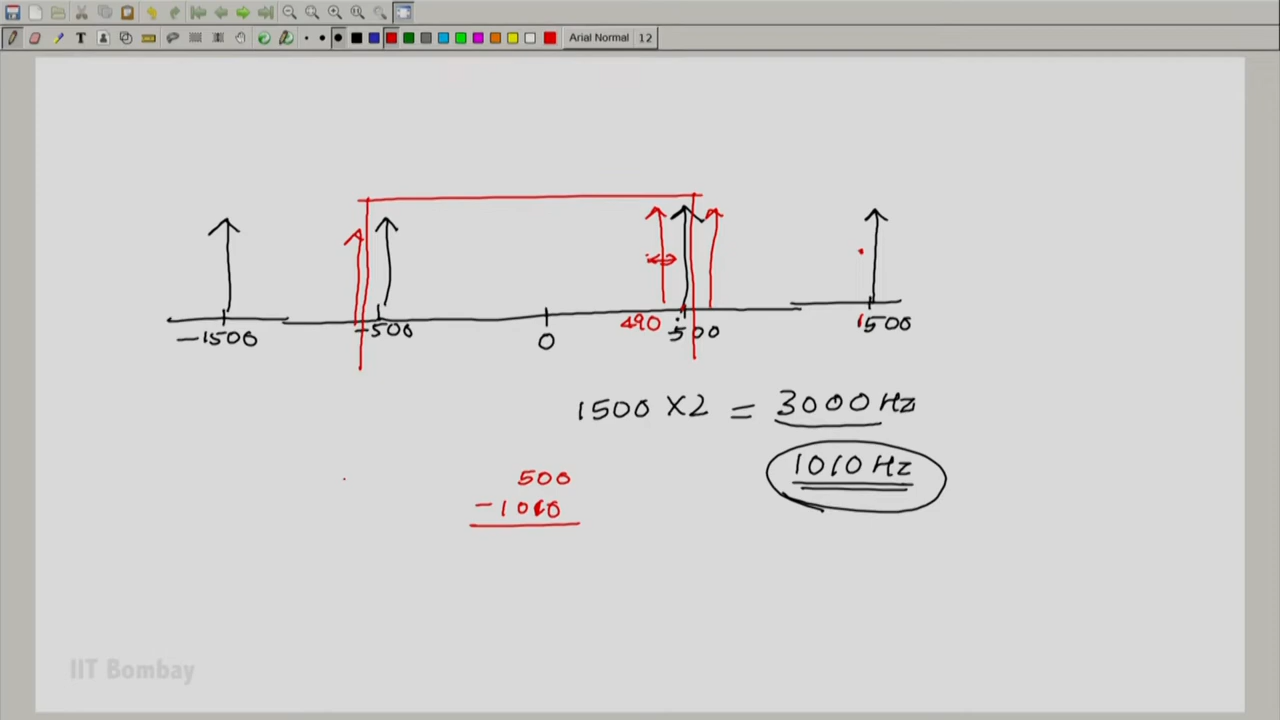 Arial Normal 12
490
-1500 -500 0 500 1500
1500 X 2 = 3000 Hz
1010 Hz
500
- 1010
IIT Bombay